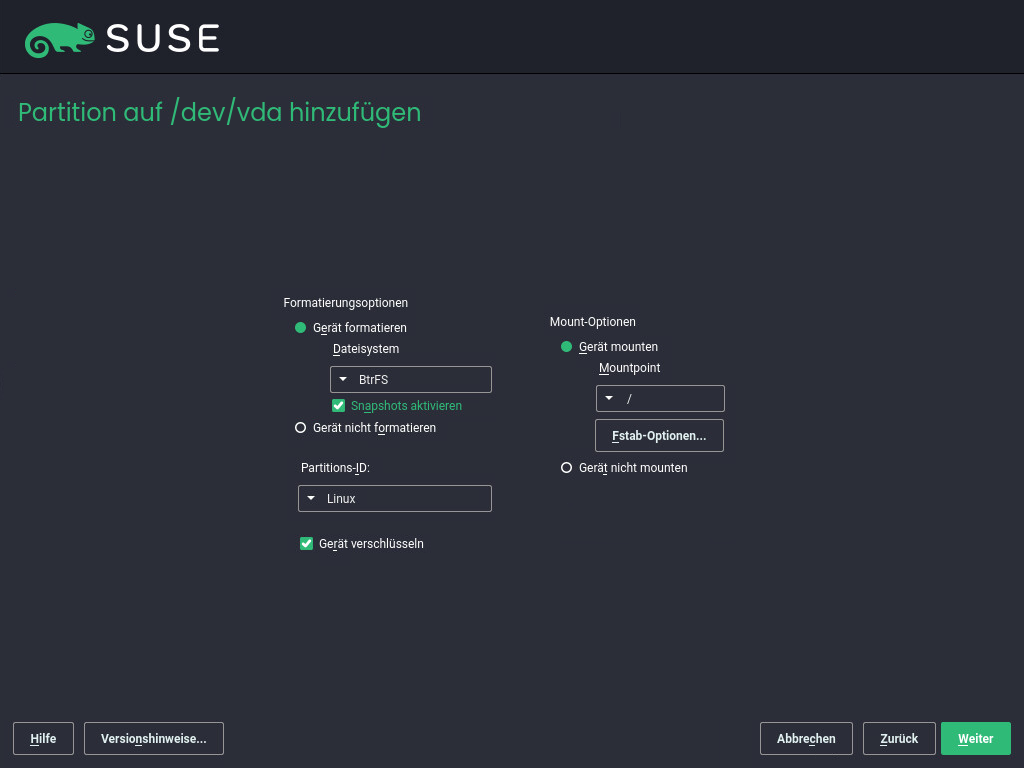 SUSE
Partition auf /dev/vda hinzufügen
Formatierungsoptionen
Gerät formatieren
Dateisystem
BtrFS
Snapshots aktivieren
Gerät nicht formatieren
Partitions-ID:
Linux
Gerät verschlüsseln
Mount-Optionen
Gerät mounten
Mountpoint
/
Fstab-Optionen...
Gerät nicht mounten
Hilfe
Versionshinweise...
Abbrechen
Zurück
Weiter